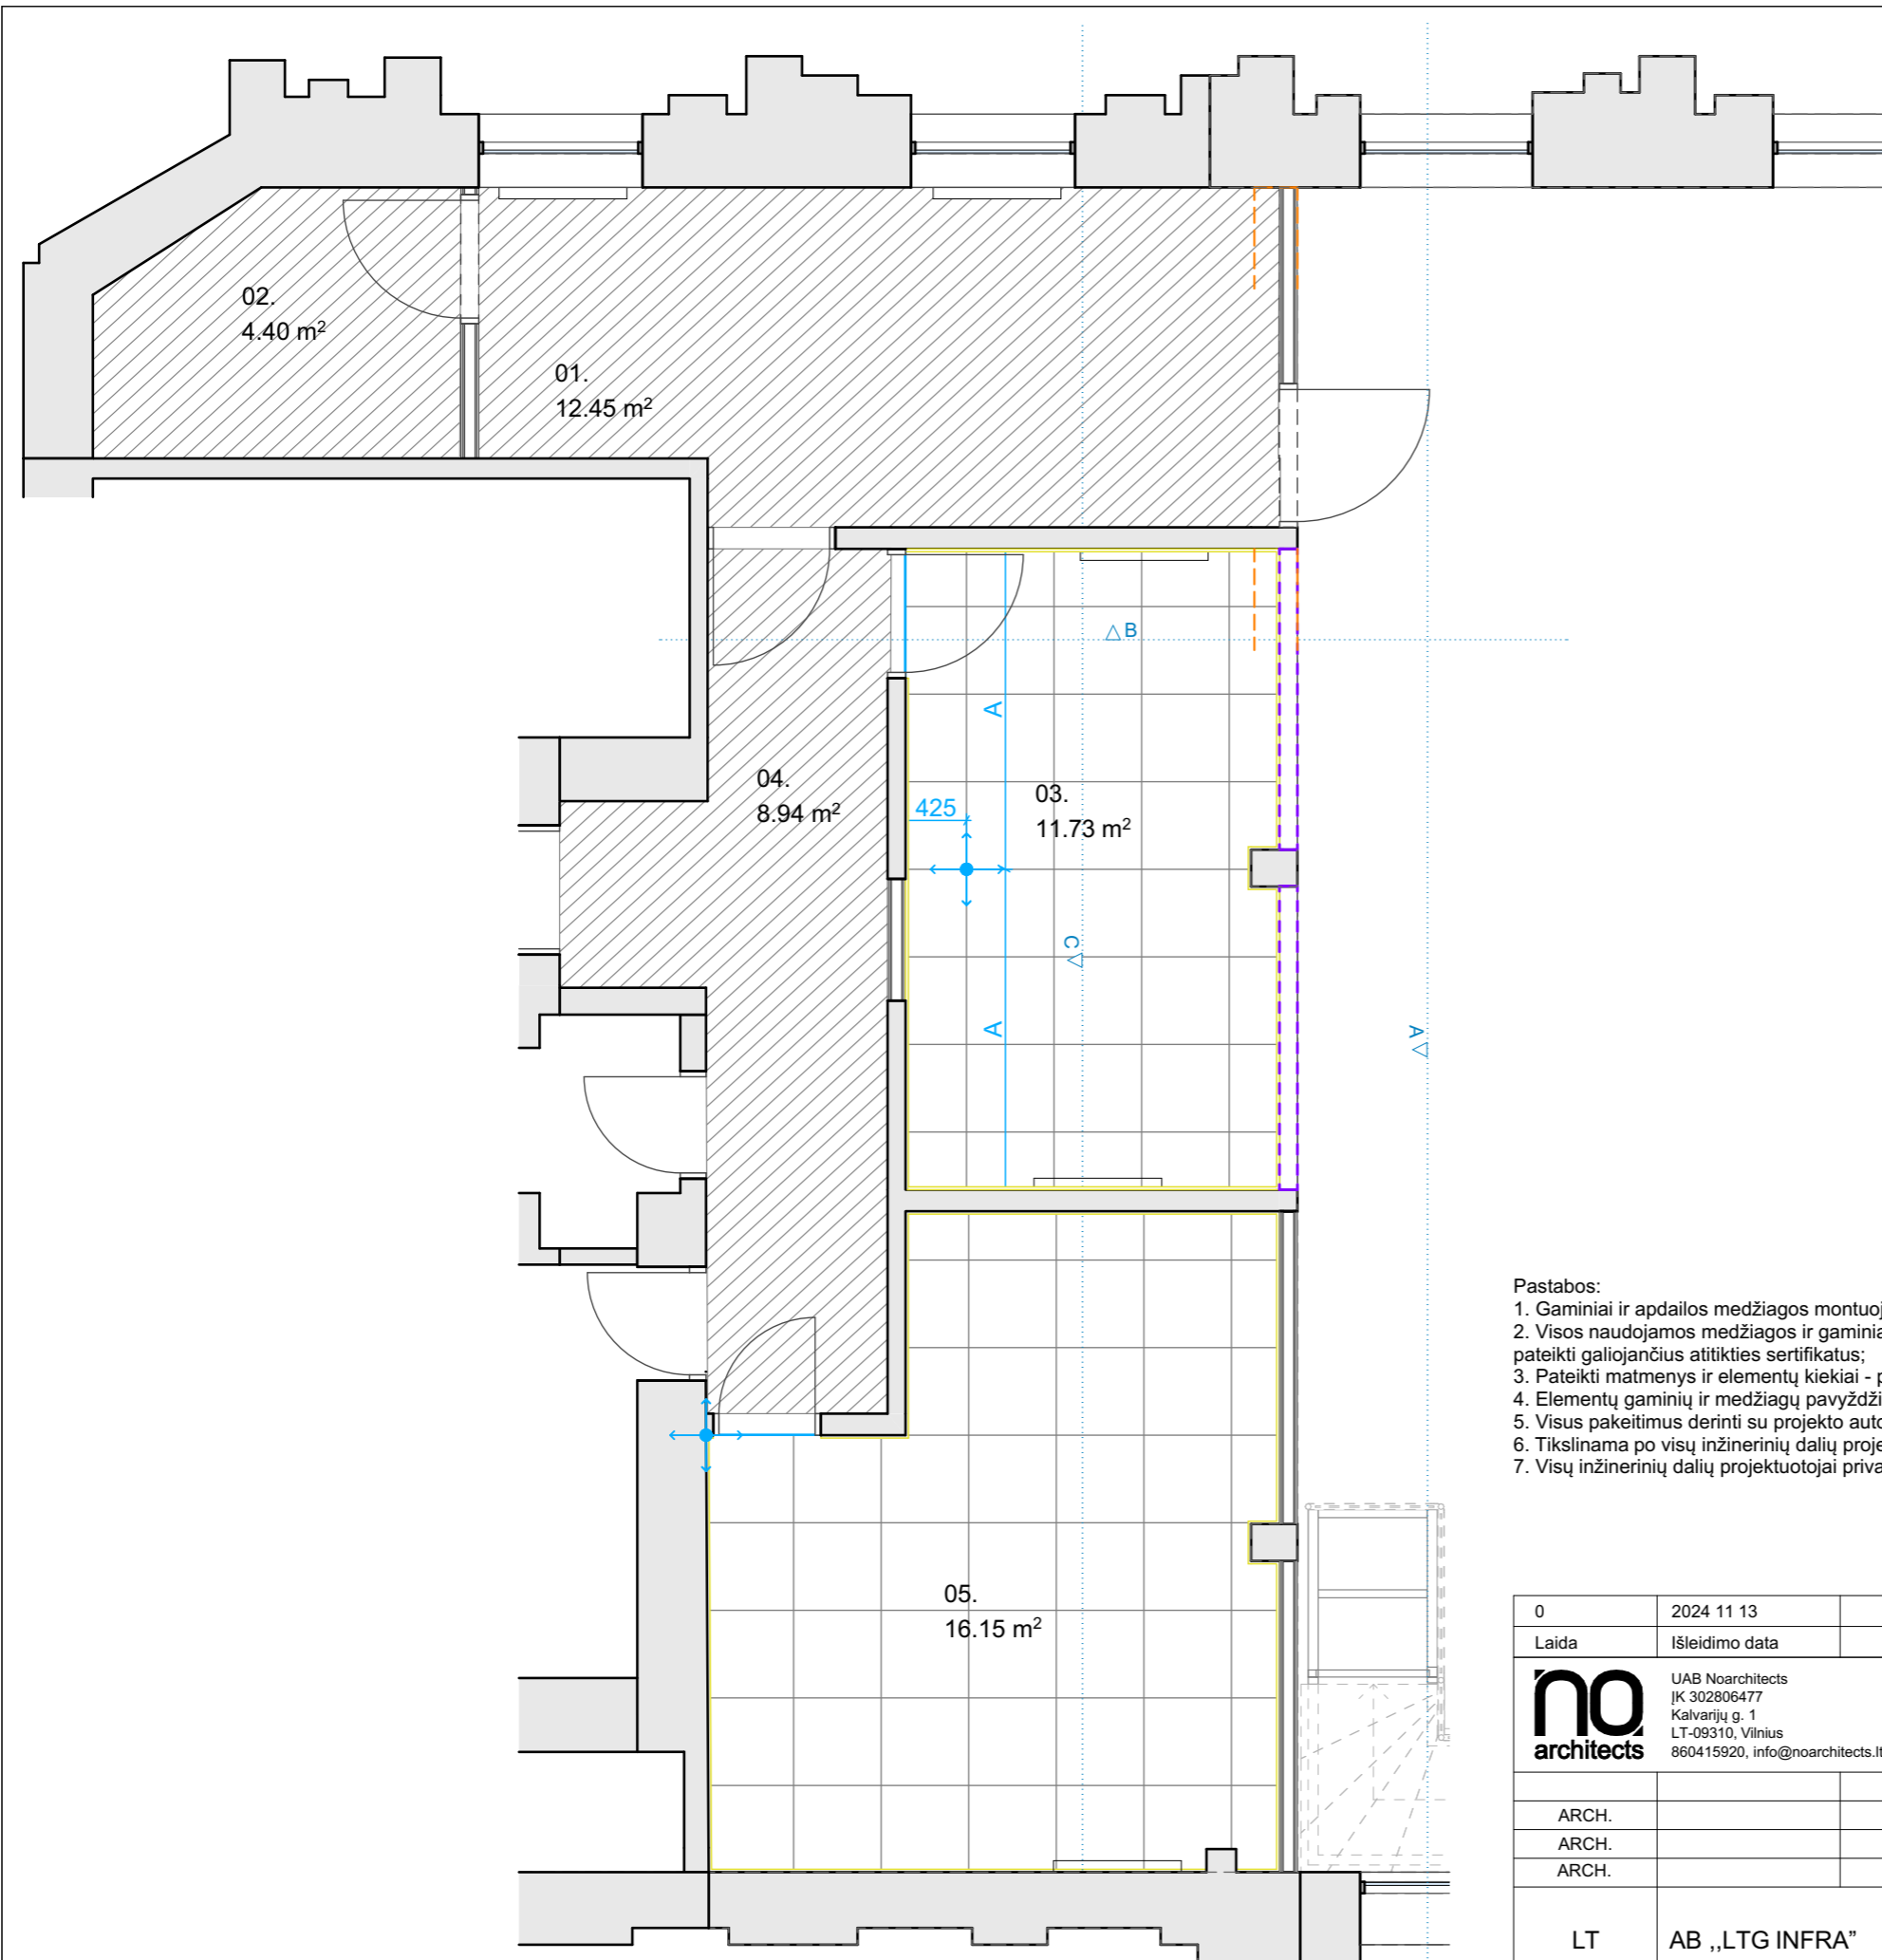 02.
4.40 m²
01.
12.45 m²
B
A
04.
8.94 m²
03.
11.73 m²
425
C
A
A
Pastabos:
1. Gaminiai ir apdailos medžiagos montuoj
2. Visos naudojamos medžiagos ir gaminia
pateikti galiojančius atitikties sertifikatus;
3. Pateikti matmenys ir elementų kiekiai - p
4. Elementų gaminių ir medžiagų pavyždži
5. Visus pakeitimus derinti su projekto auto
6. Tikslinama po visų inžinerinių dalių proje
7. Visų inžinerinių dalių projektuotojai priva
05.
16.15 m²
0 2024 11 13
Laida Išleidimo data
no
architects
UAB Noarchitects
ĮK 302806477
Kalvarijų g. 1
LT-09310, Vilnius
860415920, info@noarchitects.lt
ARCH.
ARCH.
ARCH.
LT AB ,,LTG INFRA”